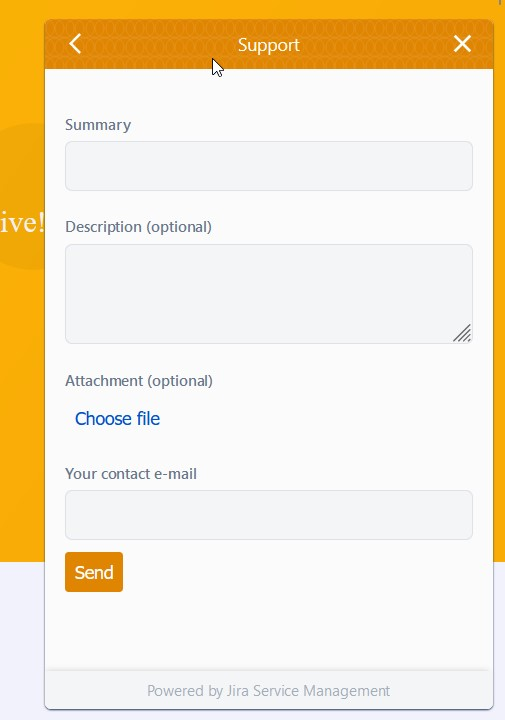 Support
ive!
Summary
Description (optional)
Attachment (optional)
Choose file
Your contact e-mail
Send
Powered by Jira Service Management